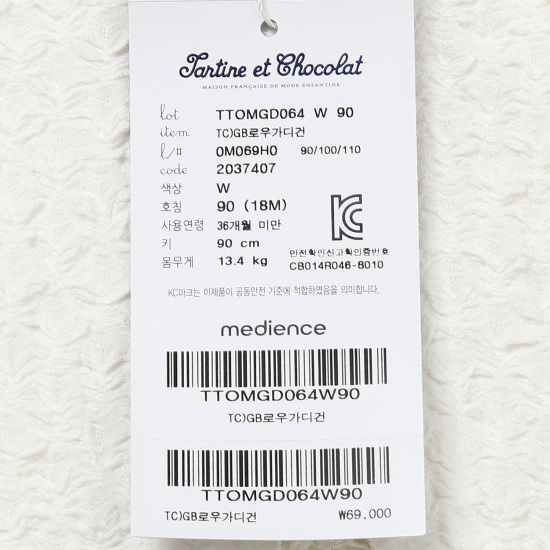 Tartine et Chocolat
MAISON FRANÇAISE DE MODE ENFANTINE
lot TTOMGD064 W 90
item TC)GB로우가디건
l/# 0M069H0 90/100/110
code 2037407
색상 W
호칭 90 (18M)
사용연령 36개월 미만
키 90 cm
몸무게 13.4 kg
안전확인신고확인증번호
CB014R046-8010
KC마크는 이제품이 공동안전 기준에 적합하였음을 의미합니다.
medience
TTOMGD064W90
TC)GB로우가디건
TTOMGD064W90
TC)GB로우가디건 ₩69,000